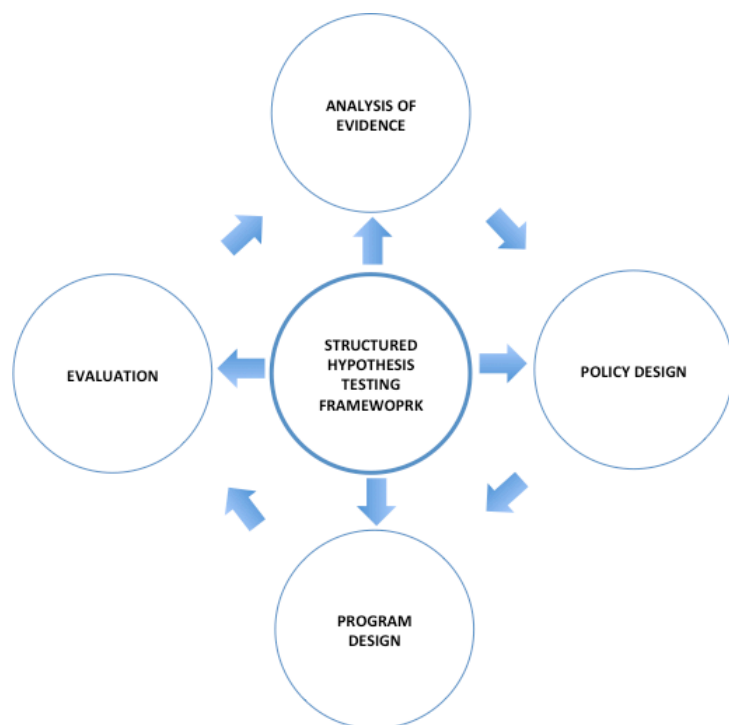 ANALYSIS OF
EVIDENCE
EVALUATION
STRUCTURED
HYPOTHESIS
TESTING
FRAMEWOPRK
POLICY DESIGN
PROGRAM
DESIGN